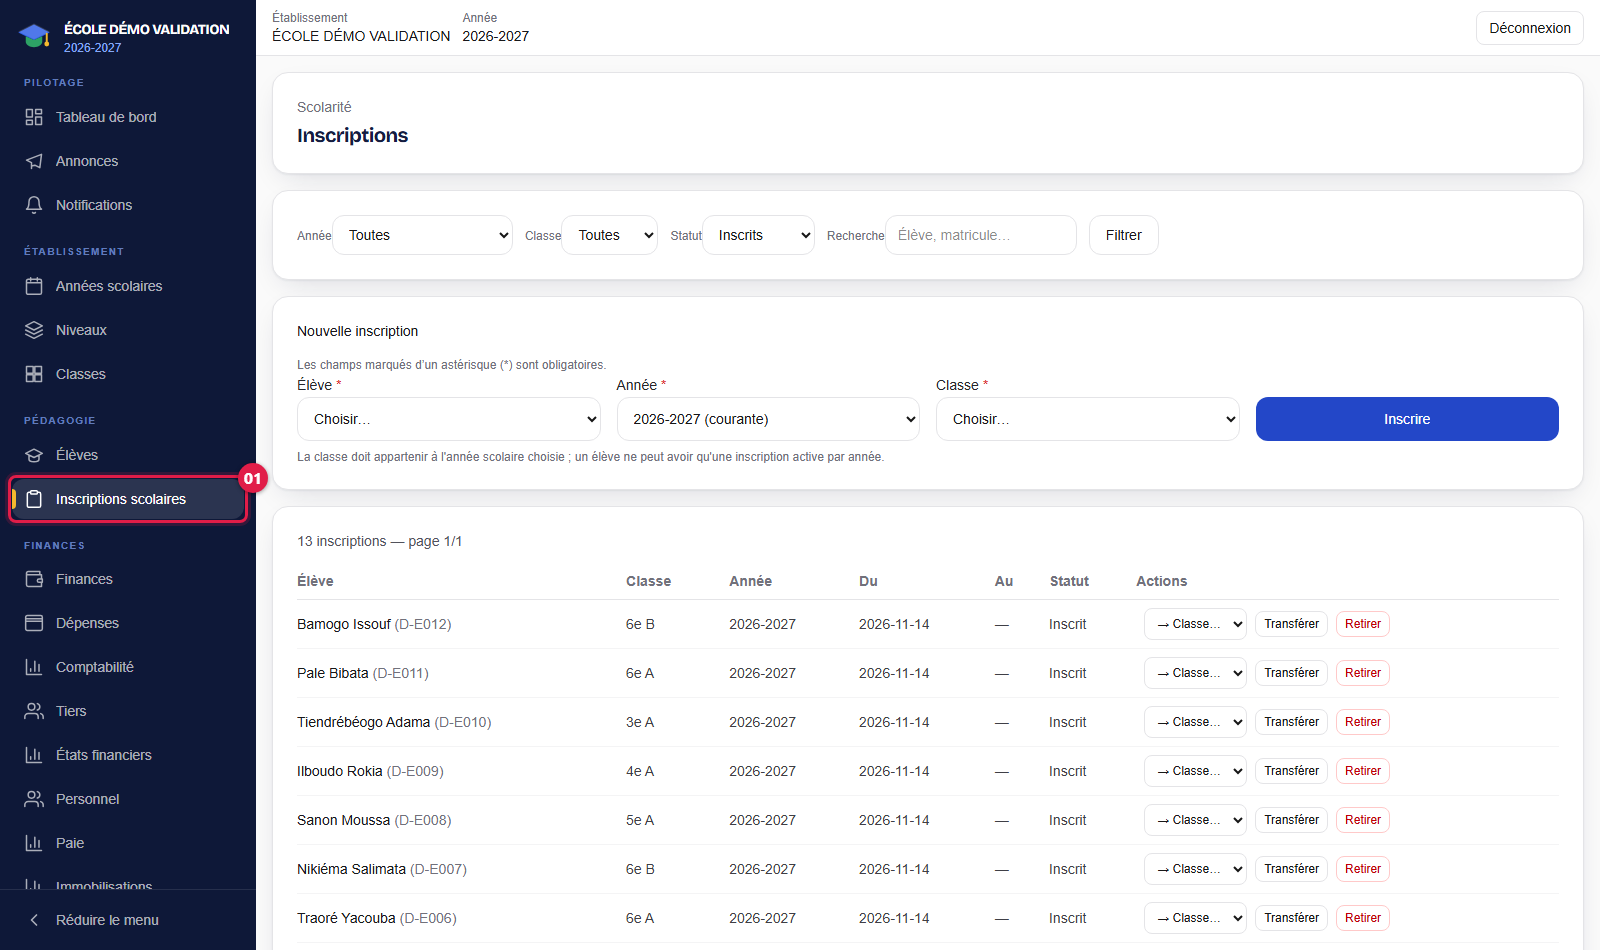 ÉCOLE DÉMO VALIDATION
2026-2027
PILOTAGE
Tableau de bord
Annonces
Notifications
ÉTABLISSEMENT
Années scolaires
Niveaux
Classes
PÉDAGOGIE
Élèves
Inscriptions scolaires
01
FINANCES
Finances
Dépenses
Comptabilité
Tiers
États financiers
Personnel
Paie
Immobilisations
Réduire le menu
Établissement
ÉCOLE DÉMO VALIDATION
Année
2026-2027
Déconnexion
Scolarité
Inscriptions
Année Toutes Classe Toutes Statut Inscrits Recherche Élève, matricule… Filtrer
Nouvelle inscription
Les champs marqués d'un astérisque (*) sont obligatoires.
Élève * Année * Classe *
Choisir… 2026-2027 (courante) Choisir… Inscrire
La classe doit appartenir à l'année scolaire choisie ; un élève ne peut avoir qu'une inscription active par année.
13 inscriptions — page 1/1
Élève Classe Année Du Au Statut Actions
Bamogo Issouf (D-E012) 6e B 2026-2027 2026-11-14 — Inscrit → Classe… Transférer Retirer
Pale Bibata (D-E011) 6e A 2026-2027 2026-11-14 — Inscrit → Classe… Transférer Retirer
Tiendrébéogo Adama (D-E010) 3e A 2026-2027 2026-11-14 — Inscrit → Classe… Transférer Retirer
Ilboudo Rokia (D-E009) 4e A 2026-2027 2026-11-14 — Inscrit → Classe… Transférer Retirer
Sanon Moussa (D-E008) 5e A 2026-2027 2026-11-14 — Inscrit → Classe… Transférer Retirer
Nikiéma Salimata (D-E007) 6e B 2026-2027 2026-11-14 — Inscrit → Classe… Transférer Retirer
Traoré Yacouba (D-E006) 6e A 2026-2027 2026-11-14 — Inscrit → Classe… Transférer Retirer